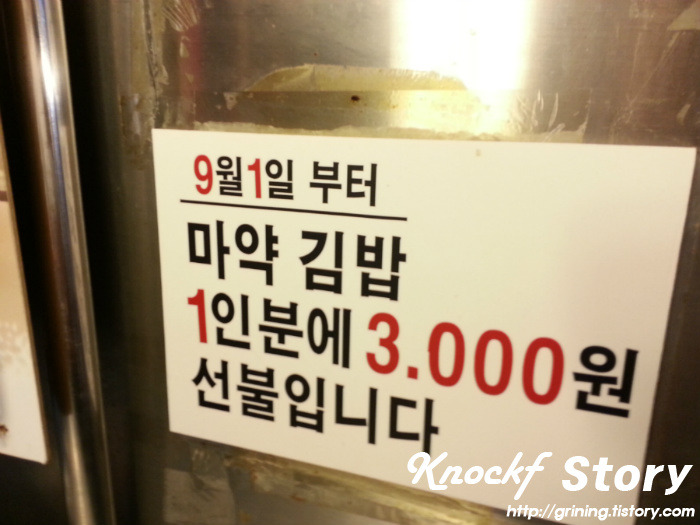 9월1일 부터
마약 김밥
1인분에 3.000원
선불입니다
Knockf Story
http://grining.tistory.com